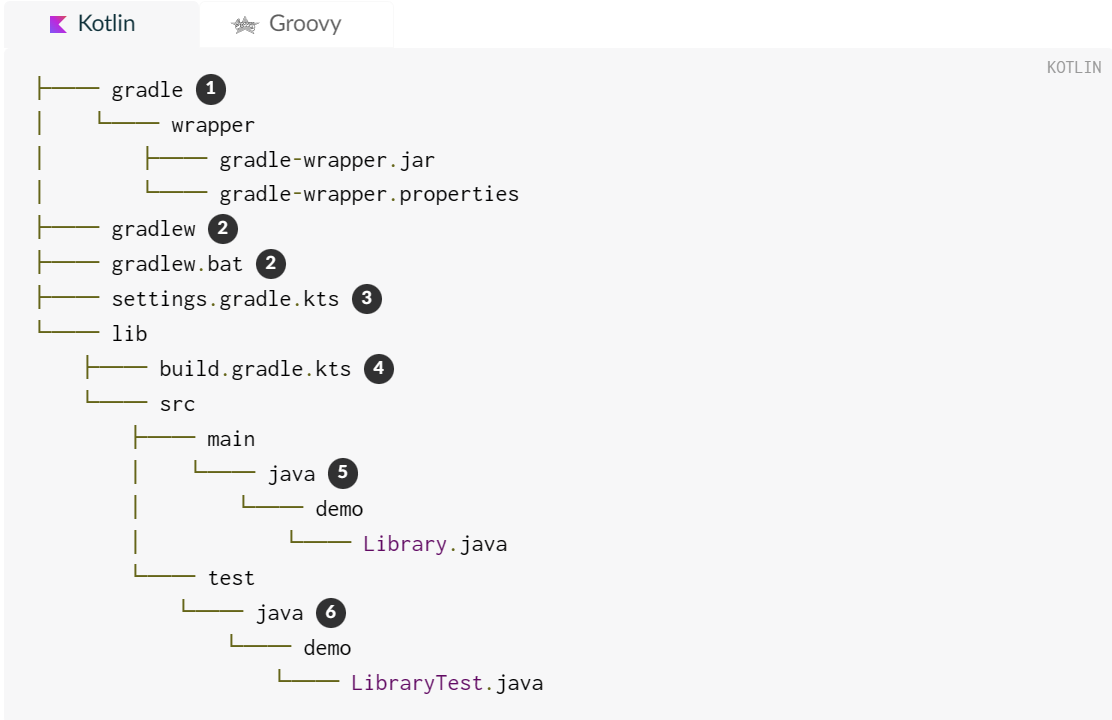 Kotlin Groovy
KOTLIN
├──── gradle 1
│    └──── wrapper
│        ├──── gradle-wrapper.jar
│        └──── gradle-wrapper.properties
├──── gradlew 2
├──── gradlew.bat 2
├──── settings.gradle.kts 3
└──── lib
    ├──── build.gradle.kts 4
    └──── src
        ├──── main
        │    └──── java 5
        │        └──── demo
        │            └──── Library.java
        └──── test
            └──── java 6
                └──── demo
                    └──── LibraryTest.java